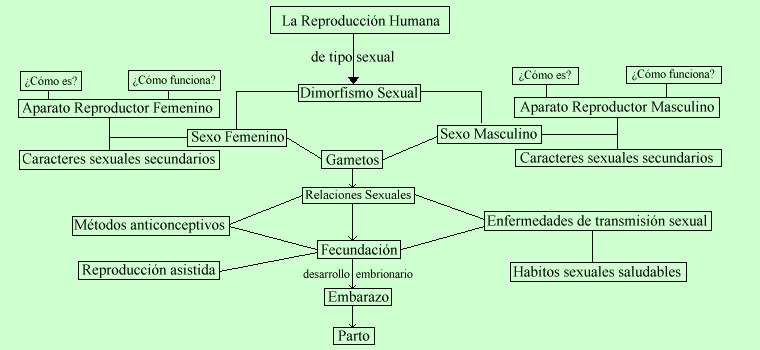 La Reproducción Humana
de tipo sexual
¿Cómo es?
¿Cómo funciona?
¿Cómo es?
¿Cómo funciona?
Dimorfismo Sexual
Aparato Reproductor Femenino
Aparato Reproductor Masculino
Sexo Femenino
Sexo Masculino
Caracteres sexuales secundarios
Gametos
Caracteres sexuales secundarios
Relaciones Sexuales
Métodos anticonceptivos
Enfermedades de transmisión sexual
Fecundación
Reproducción asistida
desarrollo embrionario
Habitos sexuales saludables
Embarazo
Parto